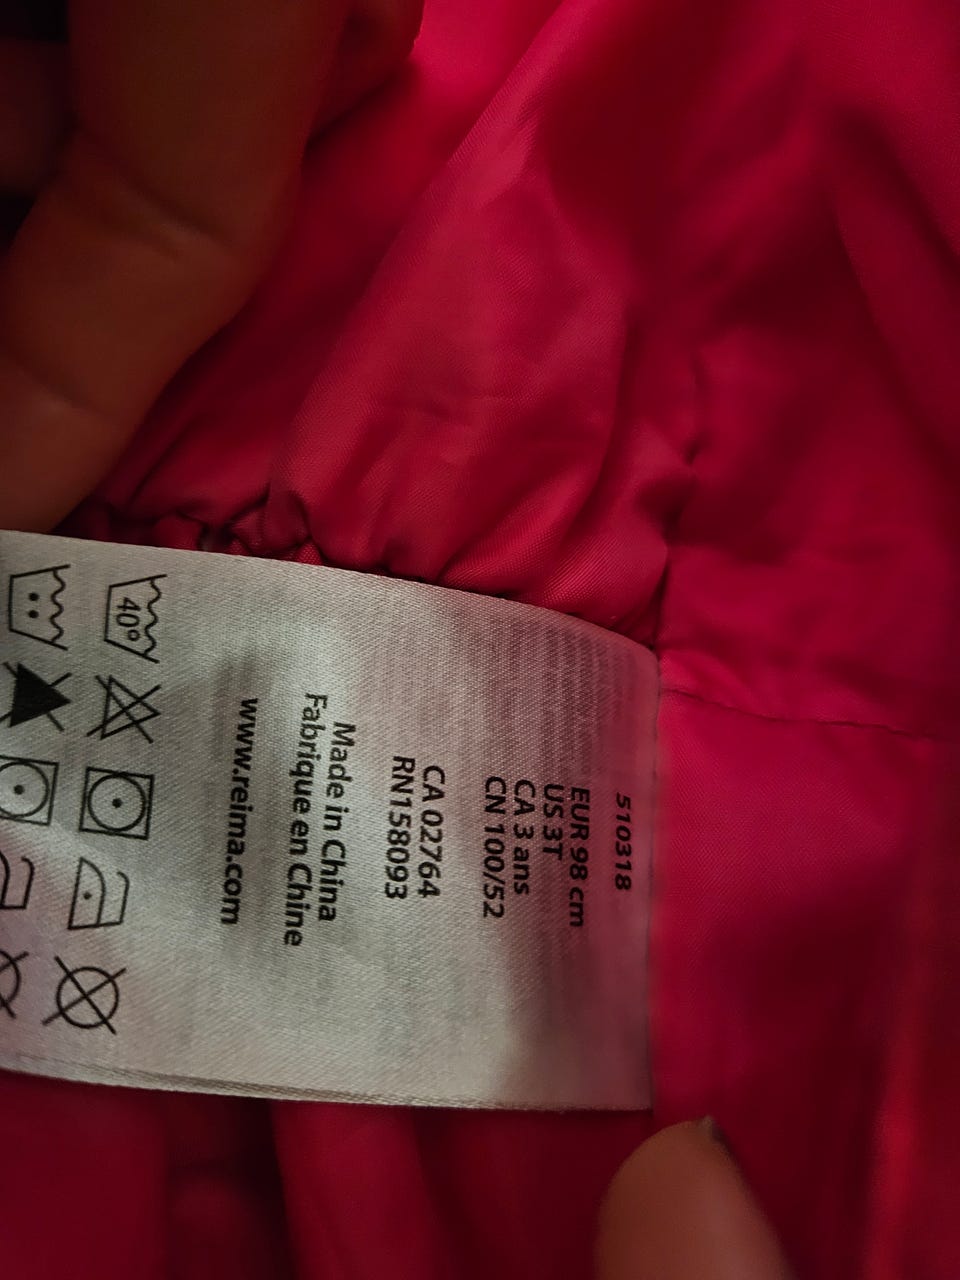 510318
EUR 98 cm
US 3T
CA 3 ans
CN 100/52
CA 02764
RN158093
Made in China
Fabrique en Chine
www.reima.com
40°